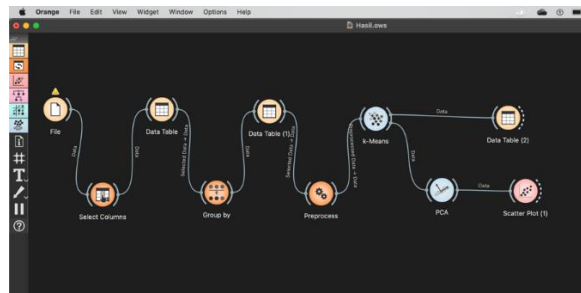 Orange File Edit View Widget Window Options Help
Hasil.ows
File
Data
Select Columns
Data
Data Table
Selected Data → Data
Group by
Data
Data Table (1)
Selected Data → Data
Preprocess
Preprocessed Data → Data
k-Means
Data
Data Table (2)
Data
PCA
Data
Scatter Plot (1)